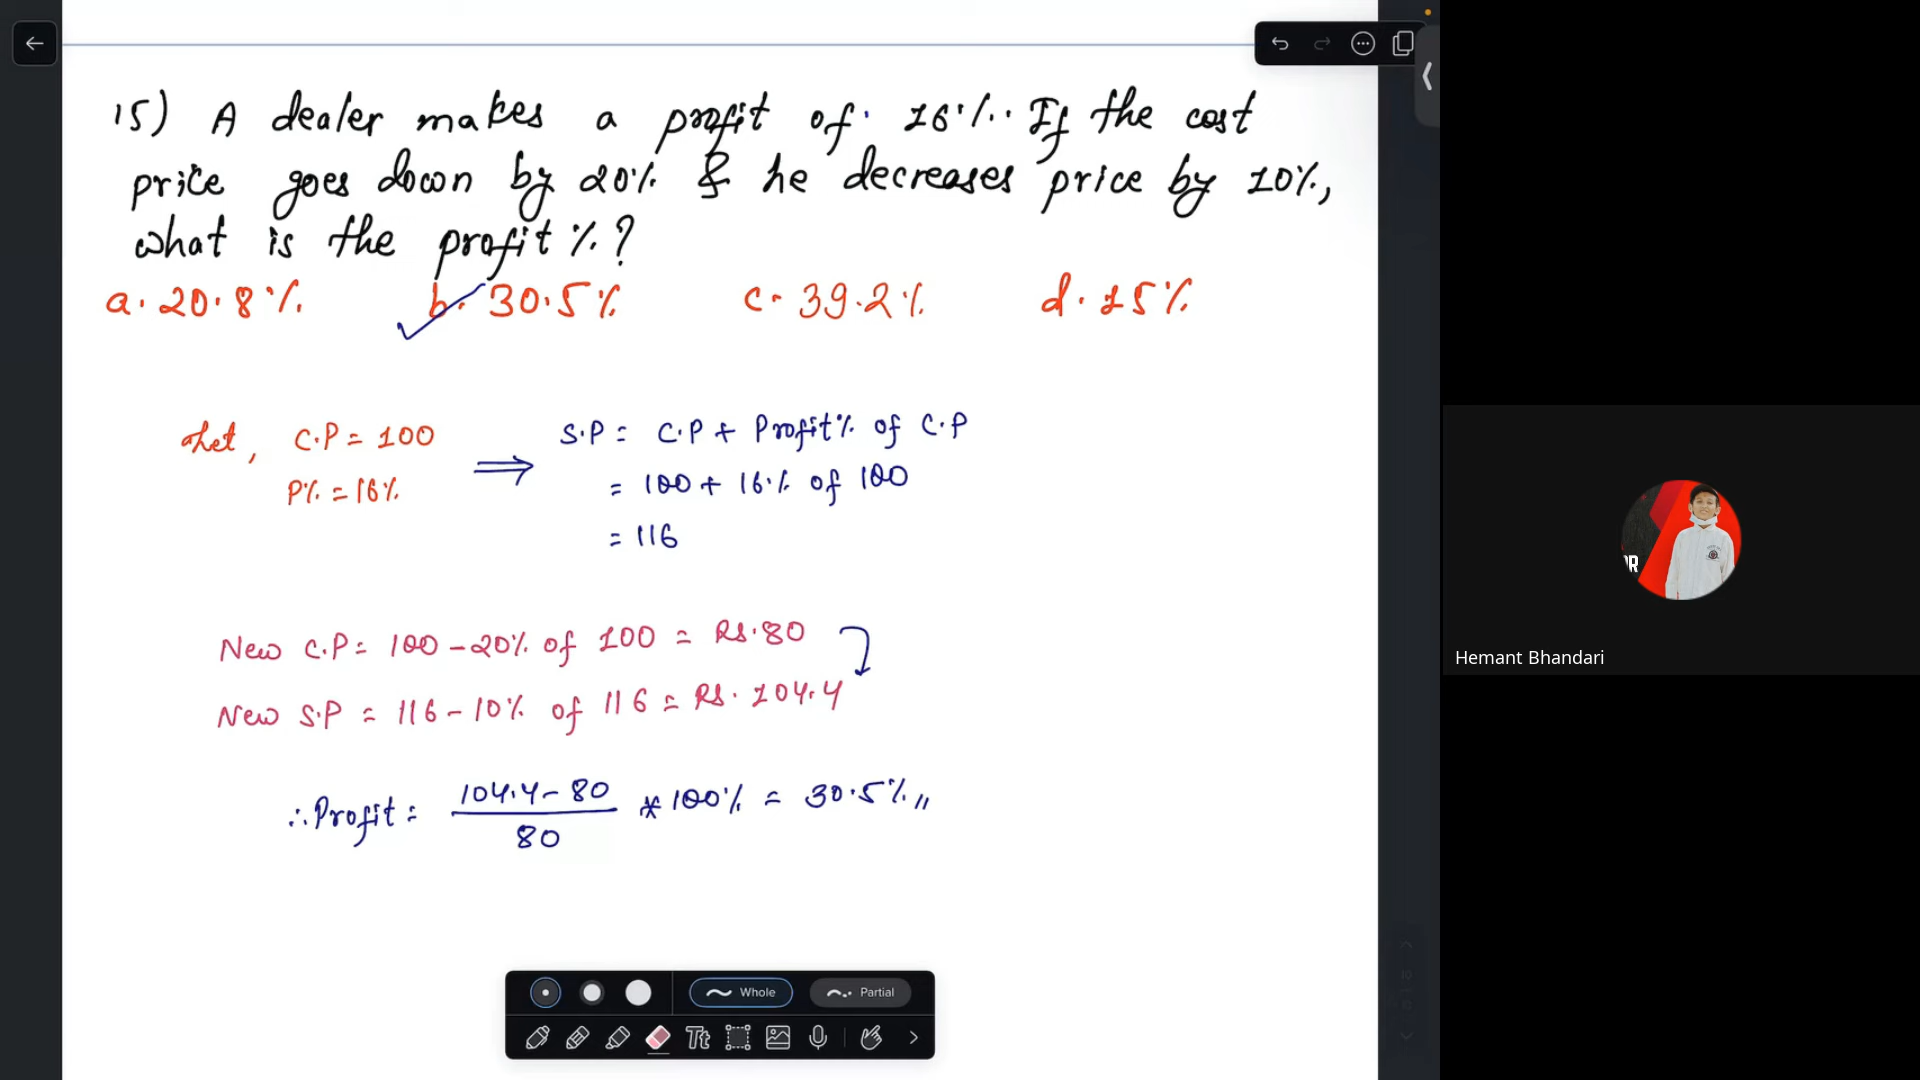 15) A dealer makes a profit of 16%. If the cost
price goes down by 20% & he decreases price by 10%,
what is the profit %?
a. 20.8% b. 30.5% c. 39.2% d. 15%
Let, C.P = 100
P% = 16%
⟹
S.P = C.P + Profit% of C.P
= 100 + 16% of 100
= 116
New C.P = 100 - 20% of 100 = Rs. 80
New S.P = 116 - 10% of 116 = Rs. 104.4
∴ Profit = 104.4 - 80 / 80 * 100% = 30.5% //
Whole Partial
Tt
OR
Hemant Bhandari